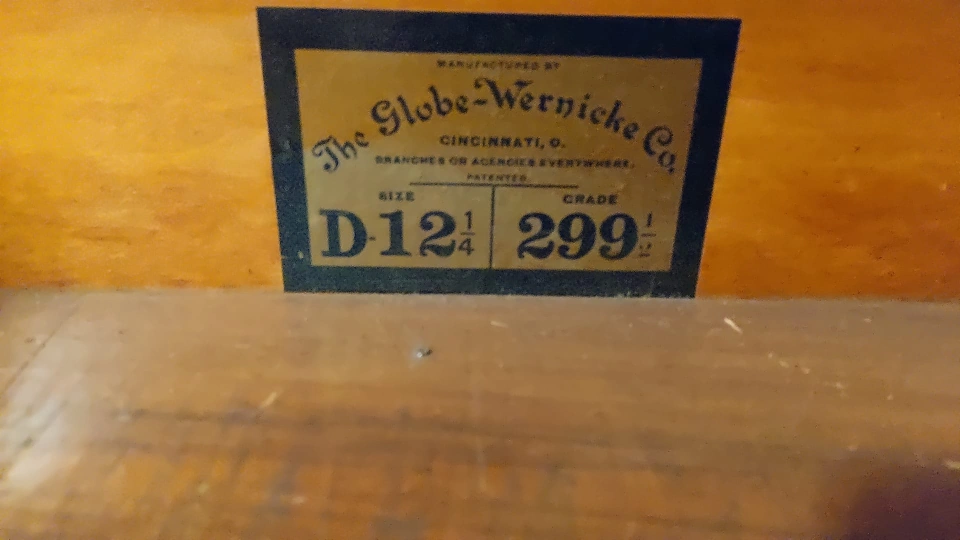 MANUFACTURED BY
The Globe-Wernicke Co.
CINCINNATI, O.
BRANCHES OR AGENCIES EVERYWHERE.
PATENTED
SIZE GRADE
D-12 1/4 299 1/2